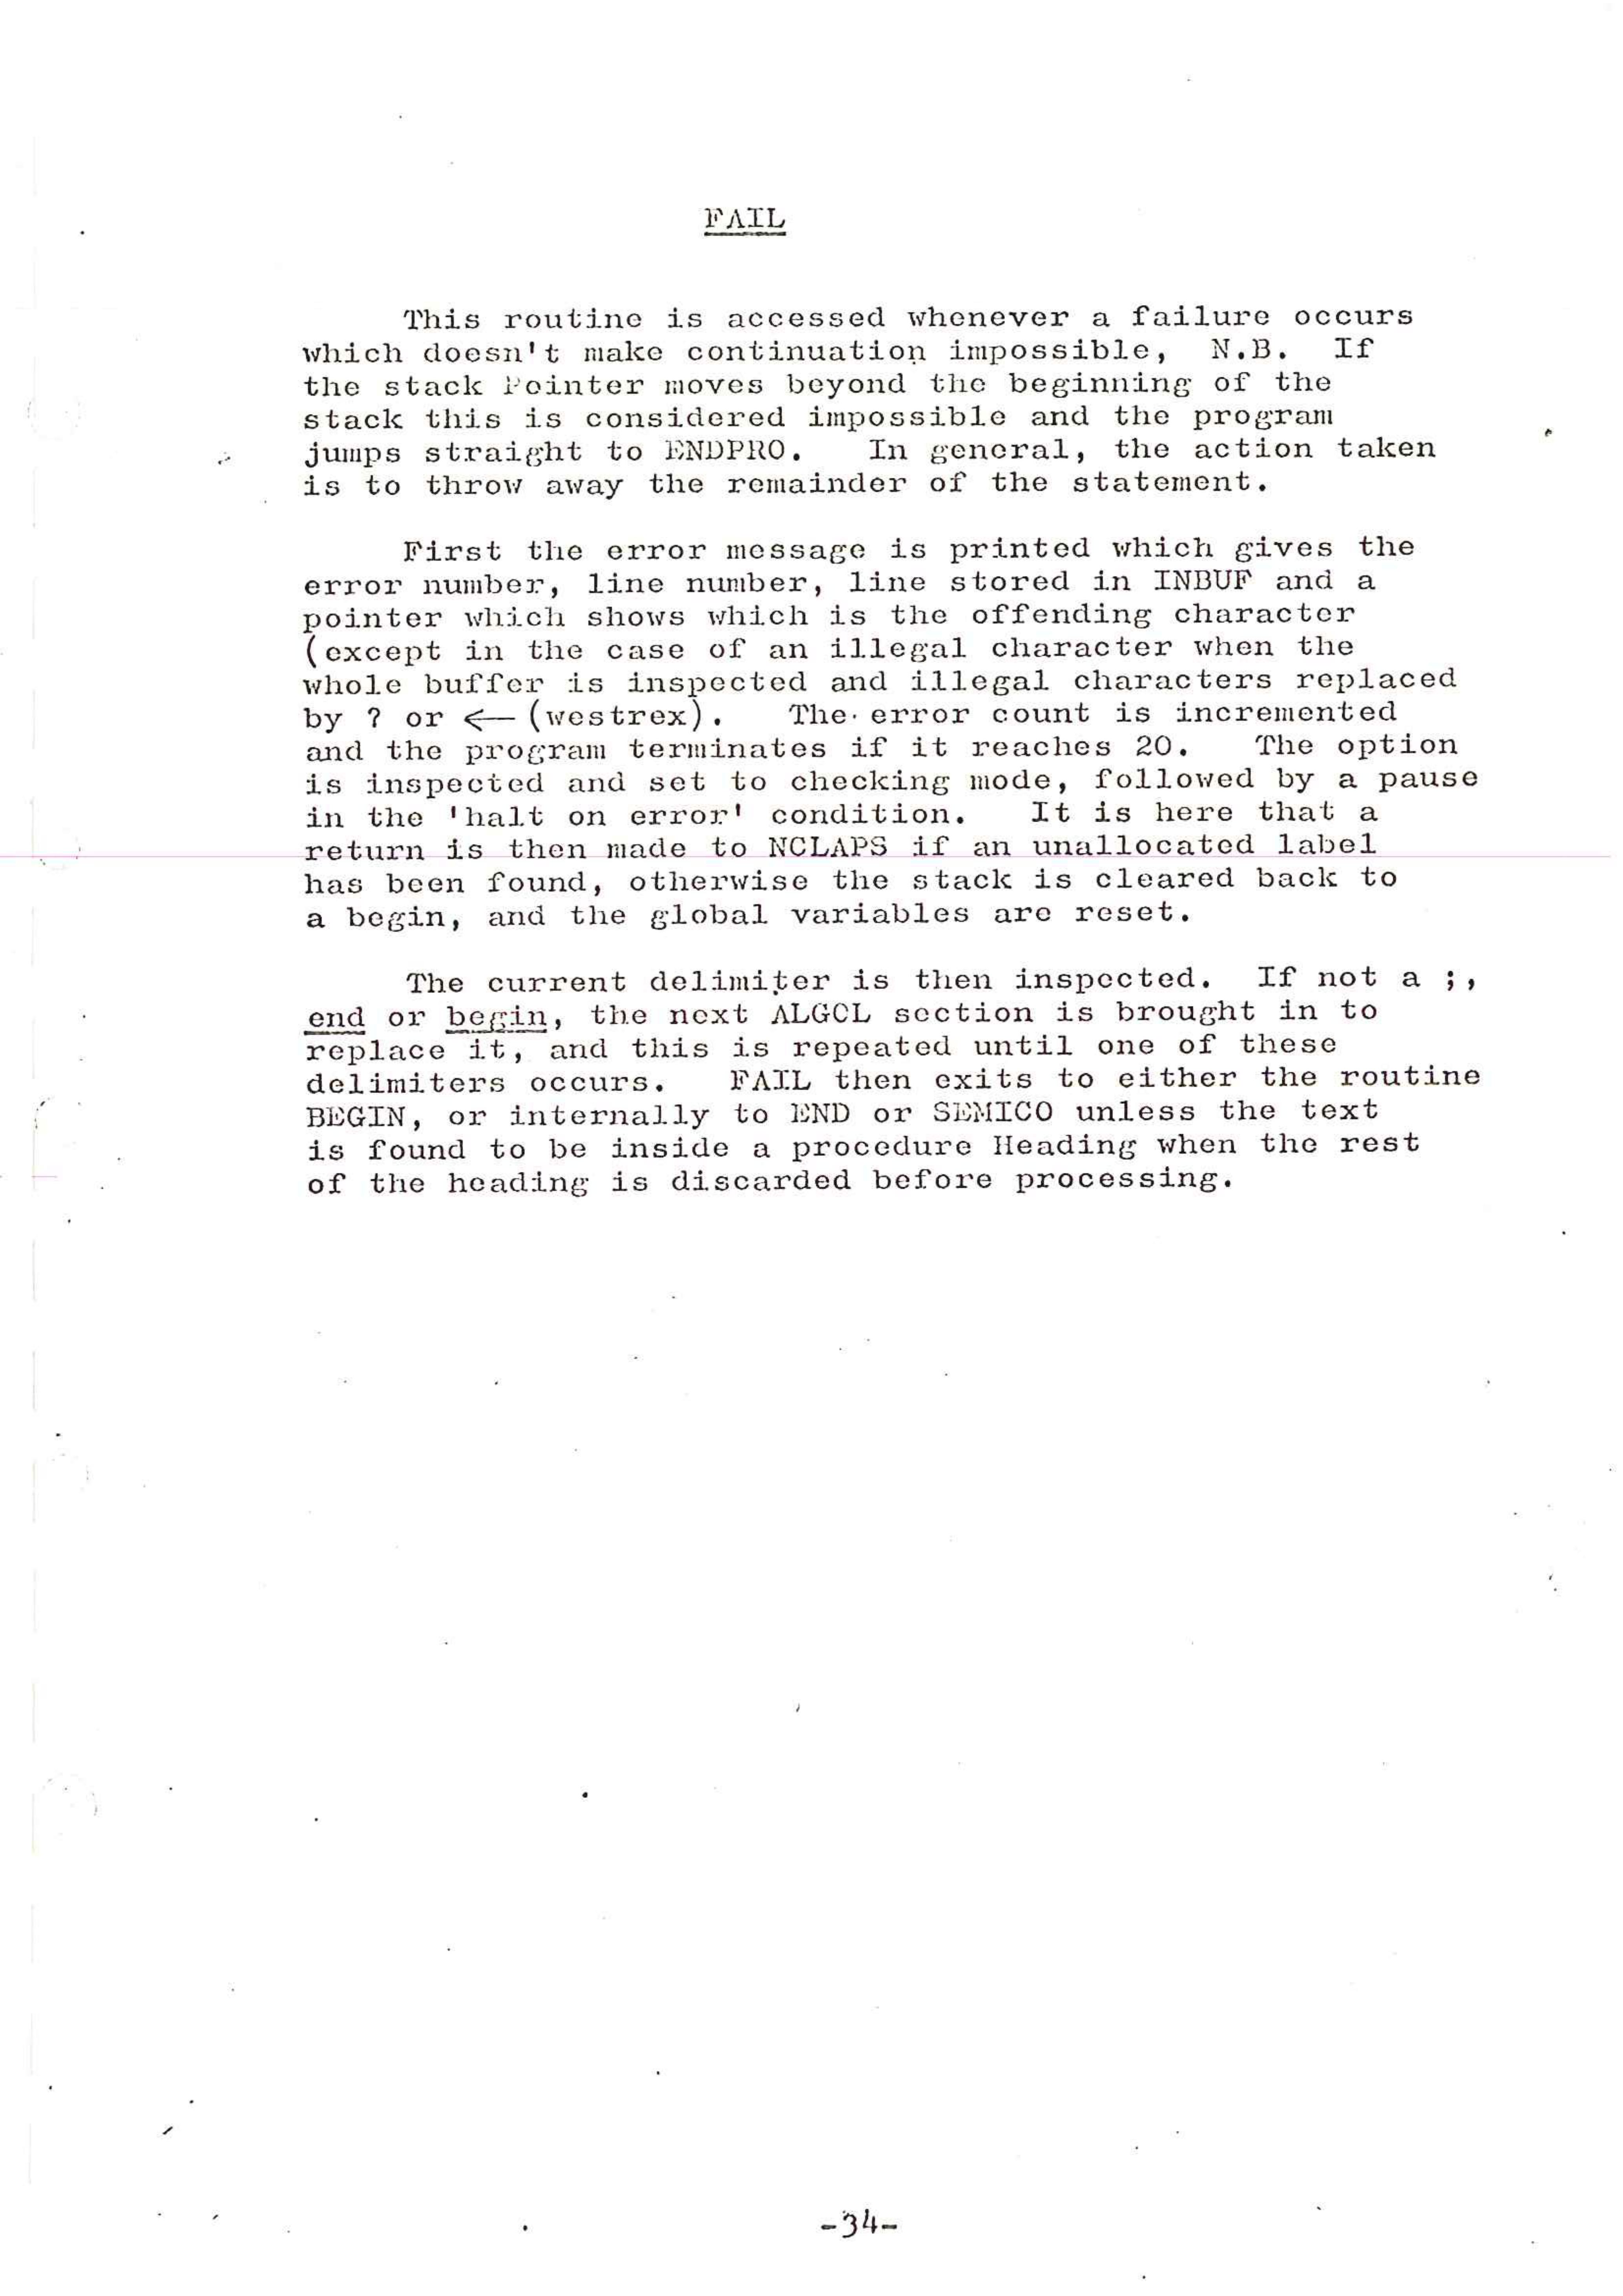 FAIL
This routine is accessed whenever a failure occurs
which doesn't make continuation impossible, N.B. If
the stack Pointer moves beyond the beginning of the
stack this is considered impossible and the program
jumps straight to ENDPRO. In general, the action taken
is to throw away the remainder of the statement.
First the error message is printed which gives the
error number, line number, line stored in INBUF and a
pointer which shows which is the offending character
(except in the case of an illegal character when the
whole buffer is inspected and illegal characters replaced
by ? or ← (westrex). The error count is incremented
and the program terminates if it reaches 20. The option
is inspected and set to checking mode, followed by a pause
in the 'halt on error' condition. It is here that a
return is then made to NCLAPS if an unallocated label
has been found, otherwise the stack is cleared back to
a begin, and the global variables are reset.
The current delimiter is then inspected. If not a ;,
end or begin, the next ALGOL section is brought in to
replace it, and this is repeated until one of these
delimiters occurs. FAIL then exits to either the routine
BEGIN, or internally to END or SEMICO unless the text
is found to be inside a procedure Heading when the rest
of the heading is discarded before processing.
-34-